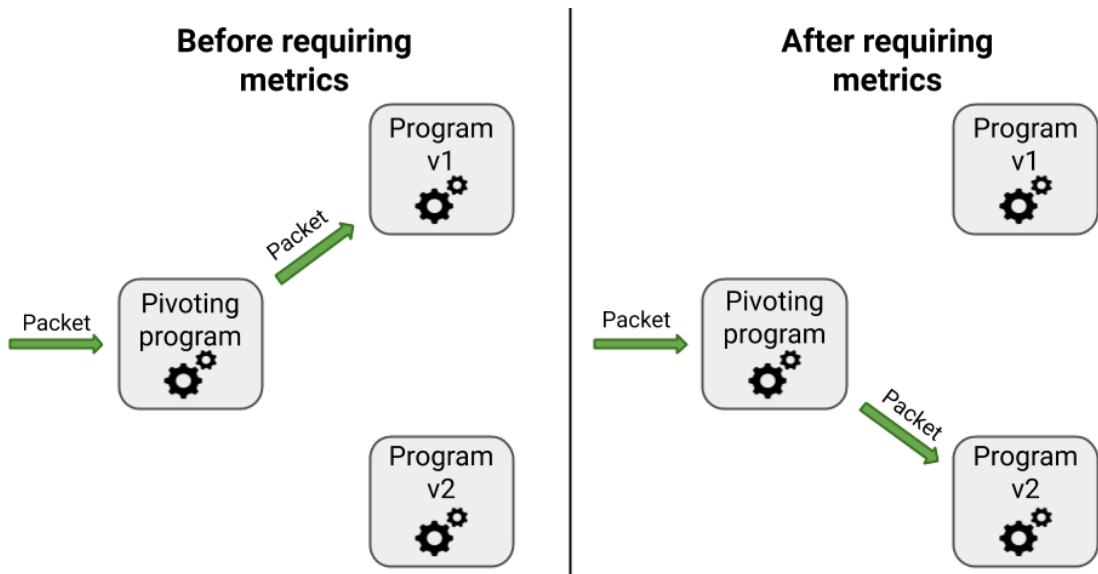 Before requiring
metrics
Program
v1
Packet
Packet
Pivoting
program
Program
v2
After requiring
metrics
Program
v1
Packet
Pivoting
program
Packet
Program
v2